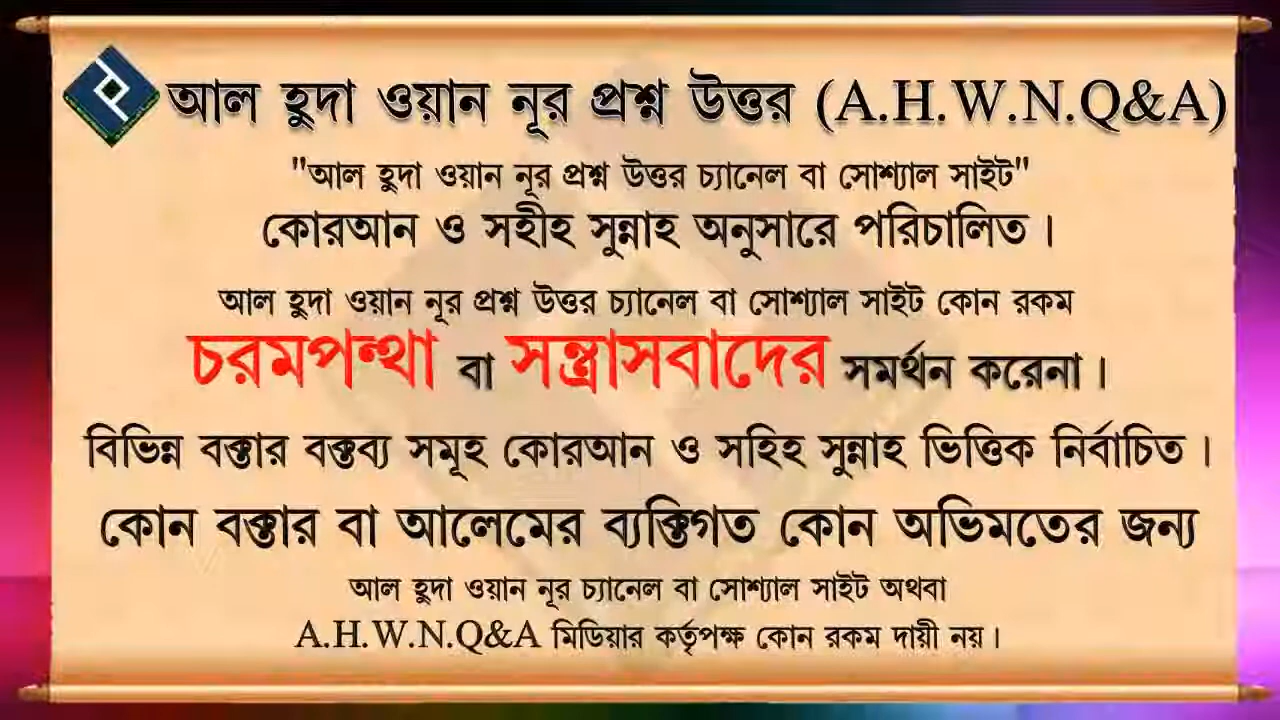 আল হুদা ওয়ান নূর প্রশ্ন উত্তর (A.H.W.N.Q&A)
"আল হুদা ওয়ান নূর প্রশ্ন উত্তর চ্যানেল বা সোশ্যাল সাইট"
কোরআন ও সহীহ সুন্নাহ অনুসারে পরিচালিত ।
আল হুদা ওয়ান নূর প্রশ্ন উত্তর চ্যানেল বা সোশ্যাল সাইট কোন রকম
চরমপন্থা বা সন্ত্রাসবাদের সমর্থন করেনা ।
বিভিন্ন বক্তার বক্তব্য সমূহ কোরআন ও সহিহ সুন্নাহ ভিত্তিক নির্বাচিত ।
কোন বক্তার বা আলেমের ব্যক্তিগত কোন অভিমতের জন্য
আল হুদা ওয়ান নূর চ্যানেল বা সোশ্যাল সাইট অথবা
A.H.W.N.Q&A মিডিয়ার কর্তৃপক্ষ কোন রকম দায়ী নয় ।